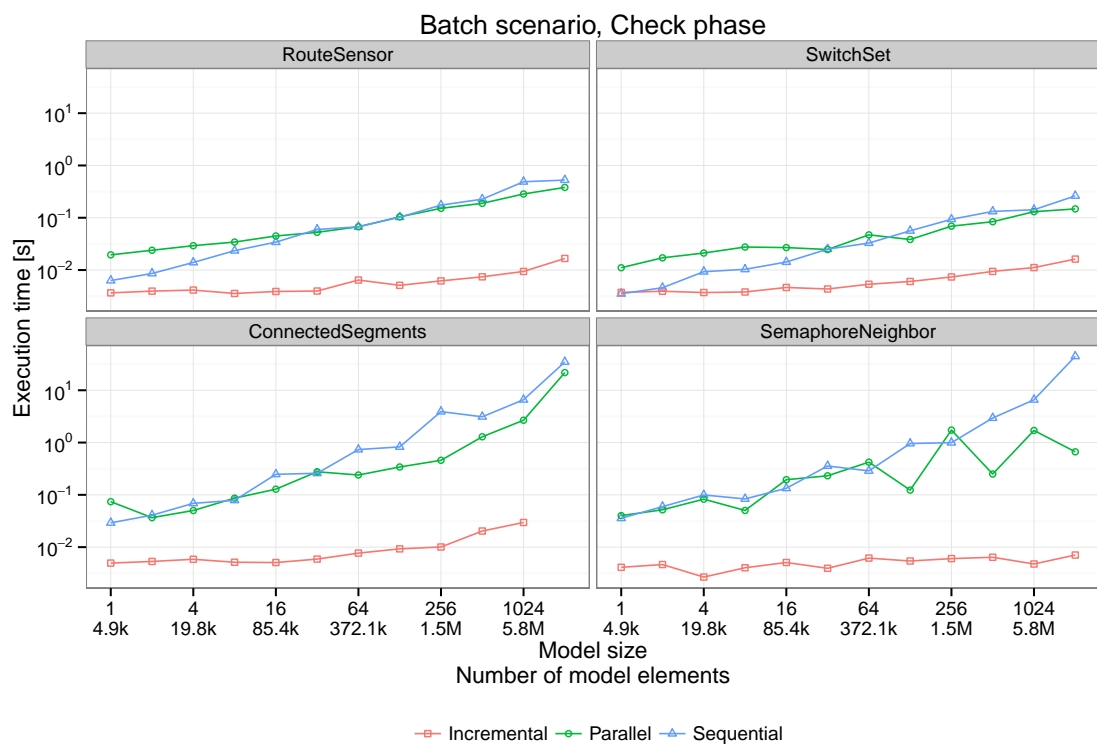 Batch scenario, Check phase
RouteSensor
SwitchSet
10^1
10^0
10^−1
10^−2
Execution time [s]
ConnectedSegments
SemaphoreNeighbor
10^1
10^0
10^−1
10^−2
1 4 16 64 256 1024
4.9k 19.8k 85.4k 372.1k 1.5M 5.8M
1 4 16 64 256 1024
4.9k 19.8k 85.4k 372.1k 1.5M 5.8M
Model size
Number of model elements
Incremental Parallel Sequential